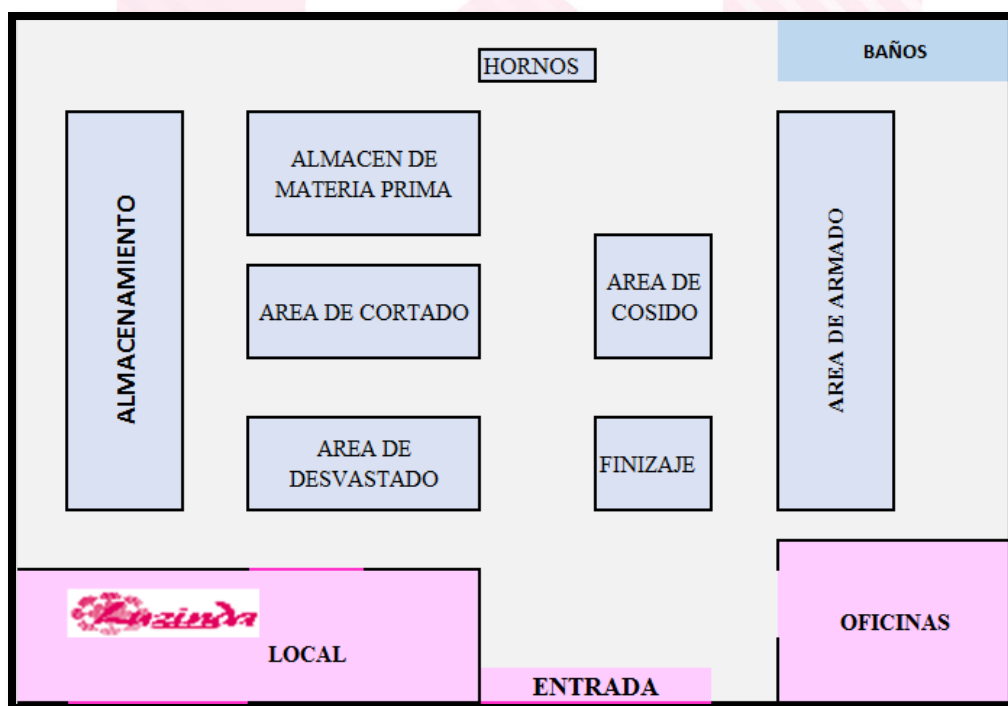 BAÑOS
HORNOS
ALMACEN DE
MATERIA PRIMA
ALMACENAMIENTO
AREA DE CORTADO
AREA DE
COSIDO
AREA DE ARMADO
AREA DE
DESVASTADO
FINIZAJE
LOCAL
OFICINAS
ENTRADA